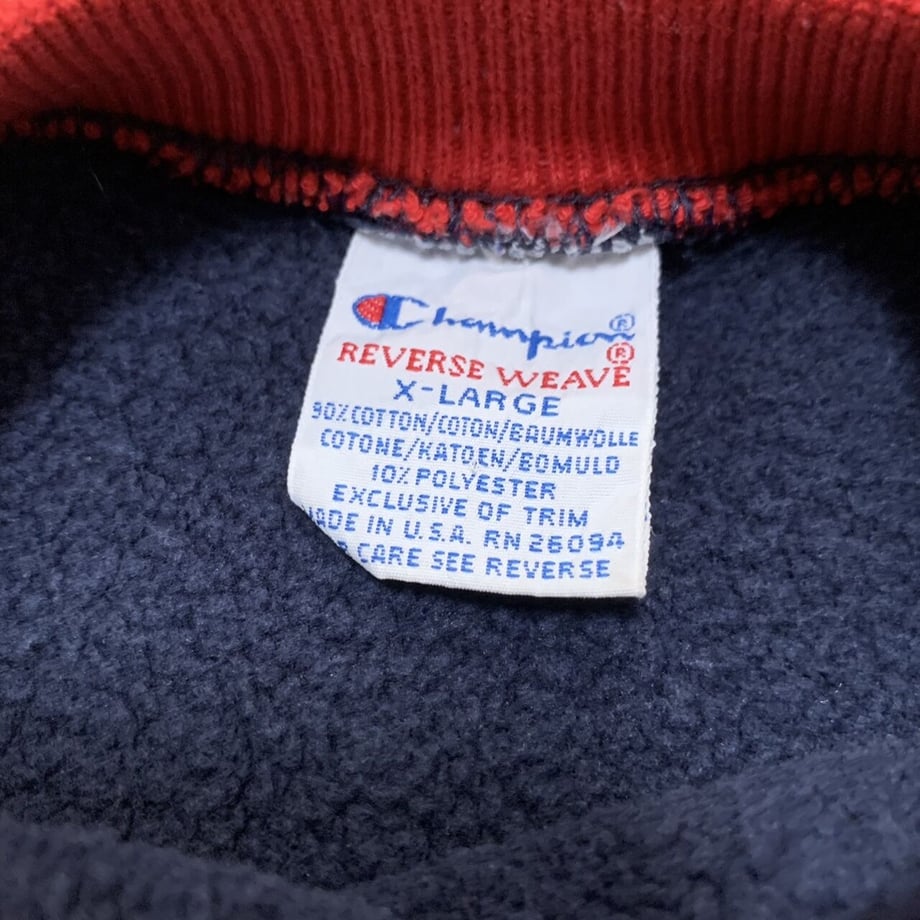 Champion®
REVERSE WEAVE®
X-LARGE
90% COTTON/COTON/BAUMWOLLE
COTONE/KATOEN/BOMULD
10% POLYESTER
EXCLUSIVE OF TRIM
MADE IN U.S.A. RN 26094
CARE SEE REVERSE